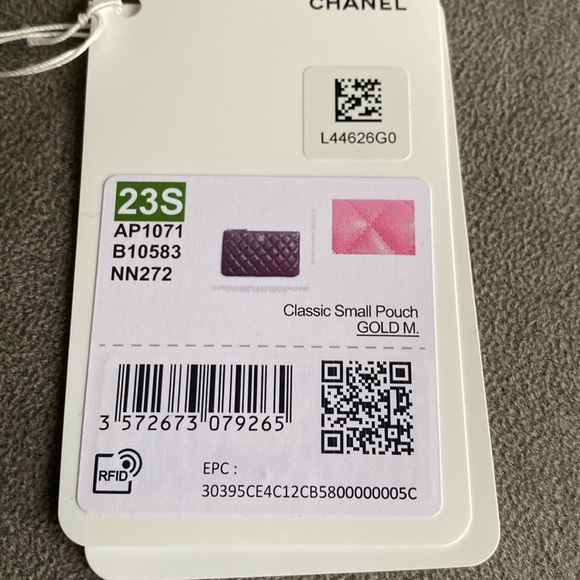 CHANEL
L44626G0
23S
AP1071
B10583
NN272
Classic Small Pouch
GOLD M.
3 572673 079265
RFID
EPC :
30395CE4C12CB5800000005C